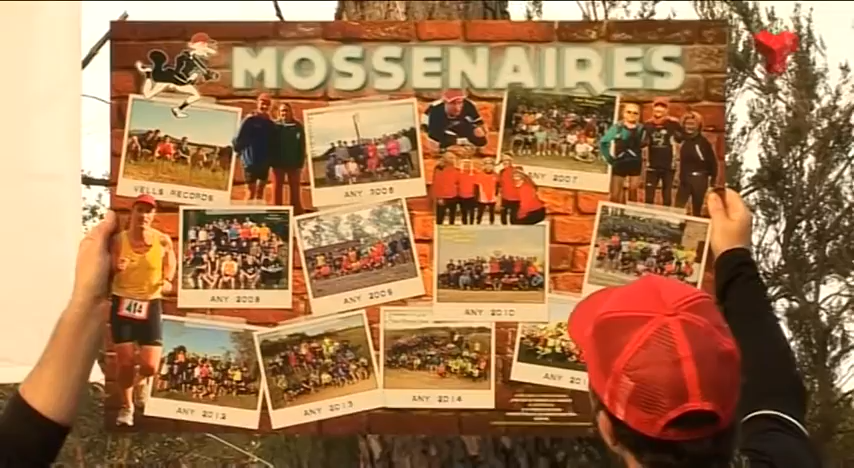 MOSSENAIRES
VELLS RECORDS
ANY 2006
ANY 2007
ANY 2008
ANY 2009
ANY 2010
ANY 2012
ANY 2013
ANY 2014
414